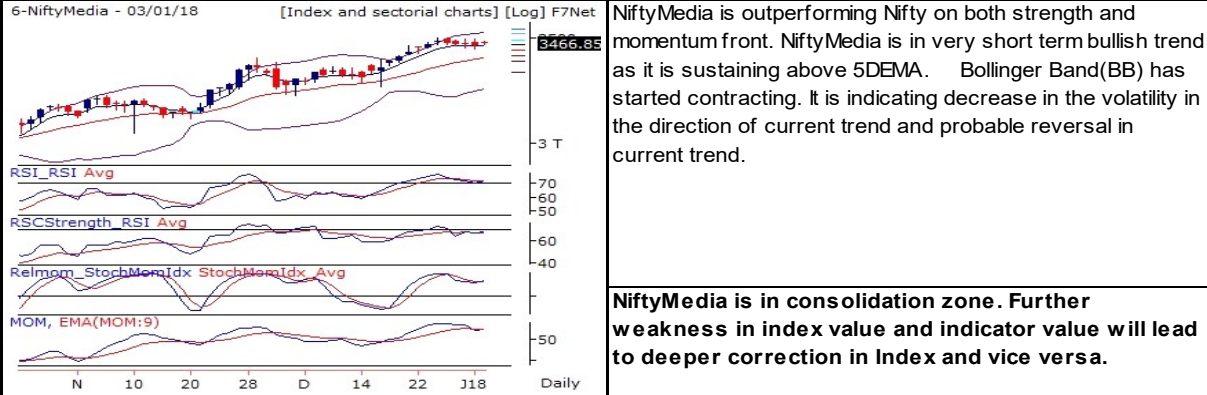 6-NiftyMedia - 03/01/18 [Index and sectorial charts] [Log] F7Net
3466.85
3 T
RSI_RSI Avg
70
60
50
RSCStrength_RSI Avg
60
40
Relmom_StochMomIdx StochMomIdx_Avg
MOM, EMA(MOM:9)
50
N 10 20 28 D 14 22 J18 Daily
NiftyMedia is outperforming Nifty on both strength and
momentum front. NiftyMedia is in very short term bullish trend
as it is sustaining above 5DEMA. Bollinger Band(BB) has
started contracting. It is indicating decrease in the volatility in
the direction of current trend and probable reversal in
current trend.
NiftyMedia is in consolidation zone. Further
weakness in index value and indicator value will lead
to deeper correction in Index and vice versa.